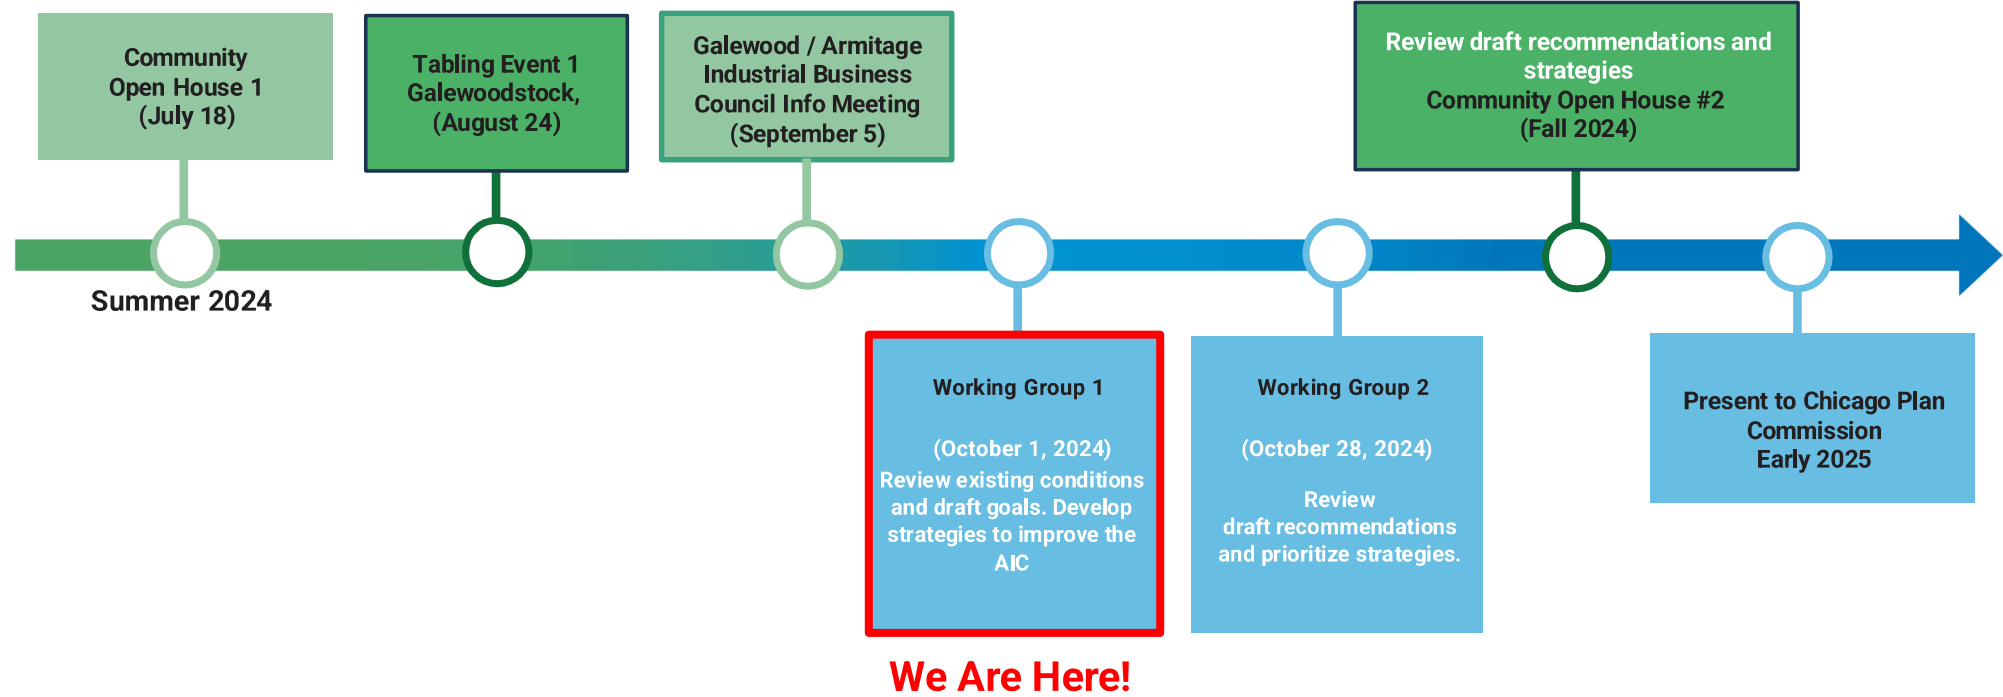 Community
Open House 1
(July 18)
Tabling Event 1
Galewoodstock,
(August 24)
Galewood / Armitage
Industrial Business
Council Info Meeting
(September 5)
Review draft recommendations and
strategies
Community Open House #2
(Fall 2024)
Summer 2024
Working Group 1
(October 1, 2024)
Review existing conditions
and draft goals. Develop
strategies to improve the
AIC
Working Group 2
(October 28, 2024)
Review
draft recommendations
and prioritize strategies.
Present to Chicago Plan
Commission
Early 2025
We Are Here!